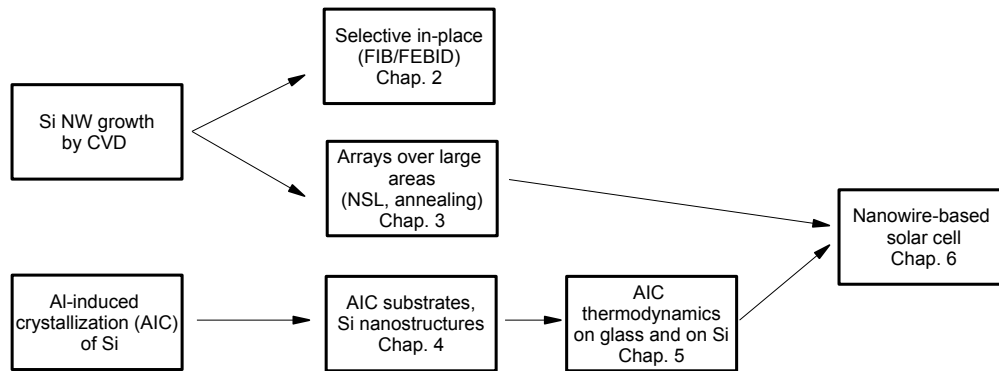 Selective in-place
(FIB/FEBID)
Chap. 2
Si NW growth
by CVD
Arrays over large
areas
(NSL, annealing)
Chap. 3
Nanowire-based
solar cell
Chap. 6
Al-induced
crystallization (AIC)
of Si
AIC substrates,
Si nanostructures
Chap. 4
AIC
thermodynamics
on glass and on Si
Chap. 5